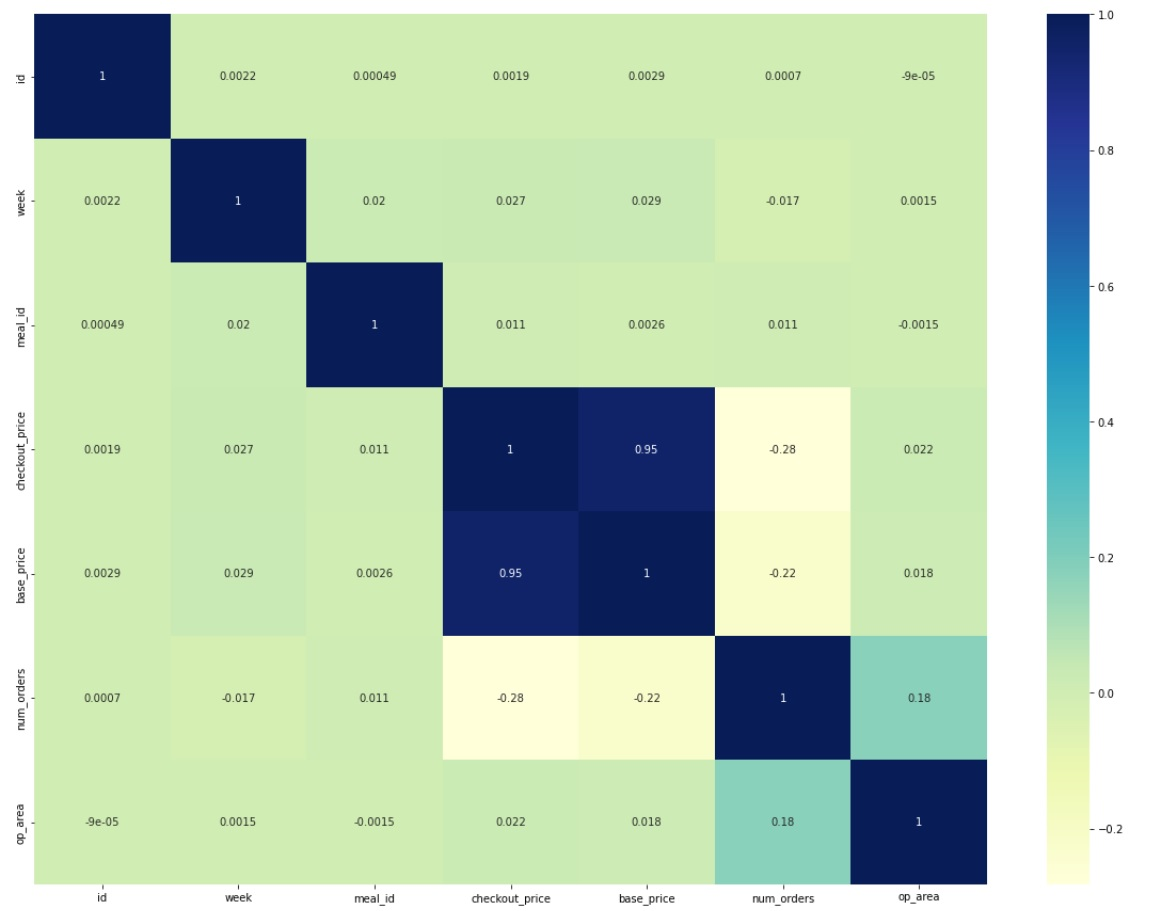 id 1 0.0022 0.00049 0.0019 0.0029 0.0007 -9e-05
week 0.0022 1 0.02 0.027 0.029 -0.017 0.0015
meal_id 0.00049 0.02 1 0.011 0.0026 0.011 -0.0015
checkout_price 0.0019 0.027 0.011 1 0.95 -0.28 0.022
base_price 0.0029 0.029 0.0026 0.95 1 -0.22 0.018
num_orders 0.0007 -0.017 0.011 -0.28 -0.22 1 0.18
op_area -9e-05 0.0015 -0.0015 0.022 0.018 0.18 1
id week meal_id checkout_price base_price num_orders op_area
1.0
0.8
0.6
0.4
0.2
0.0
−0.2